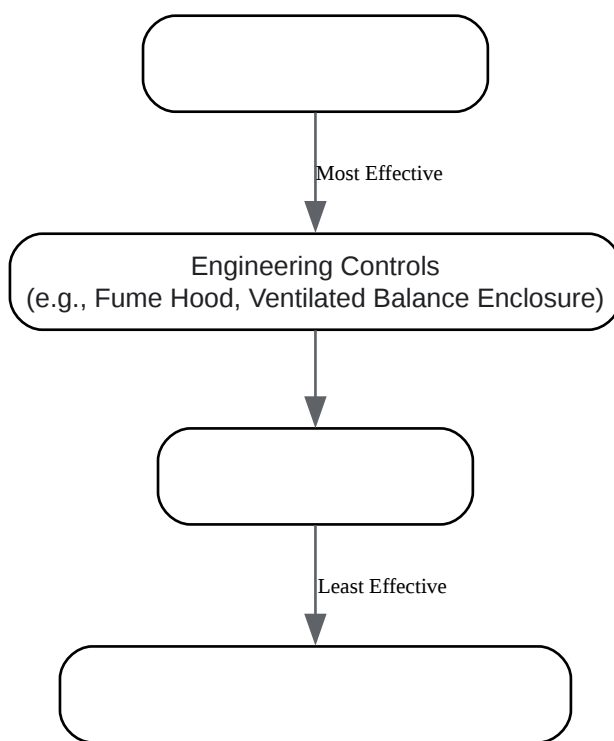 Most Effective
Engineering Controls
(e.g., Fume Hood, Ventilated Balance Enclosure)
Least Effective